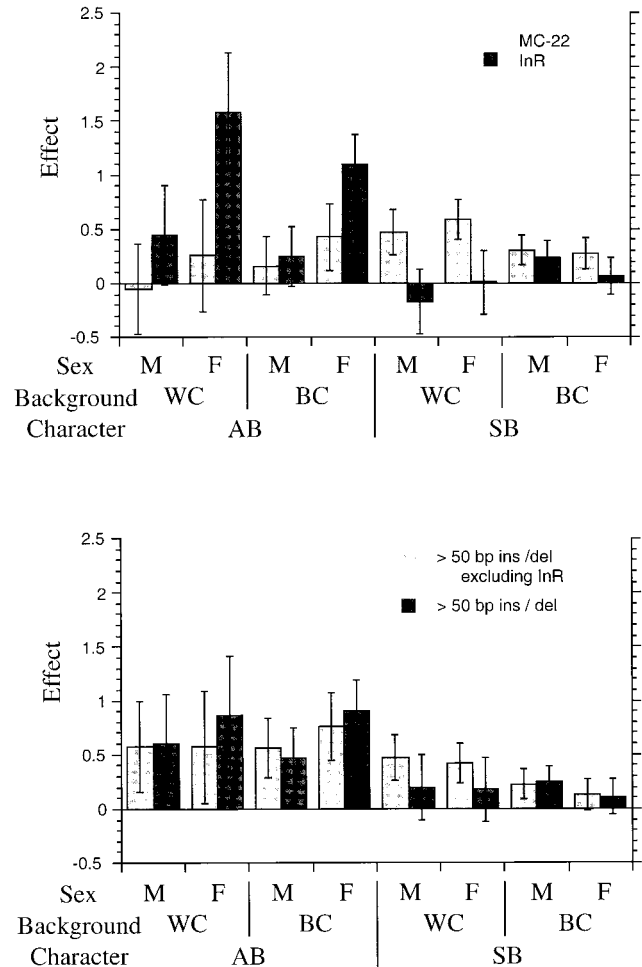 2.5
MC-22
InR
2
1.5
1
0.5
0
-0.5
Effect
Sex M F M F M F M F
Background WC BC WC BC
Character AB SB
2.5
> 50 bp ins /del
excluding InR
2
> 50 bp ins / del
1.5
1
0.5
0
-0.5
Effect
Sex M F M F M F M F
Background WC BC WC BC
Character AB SB